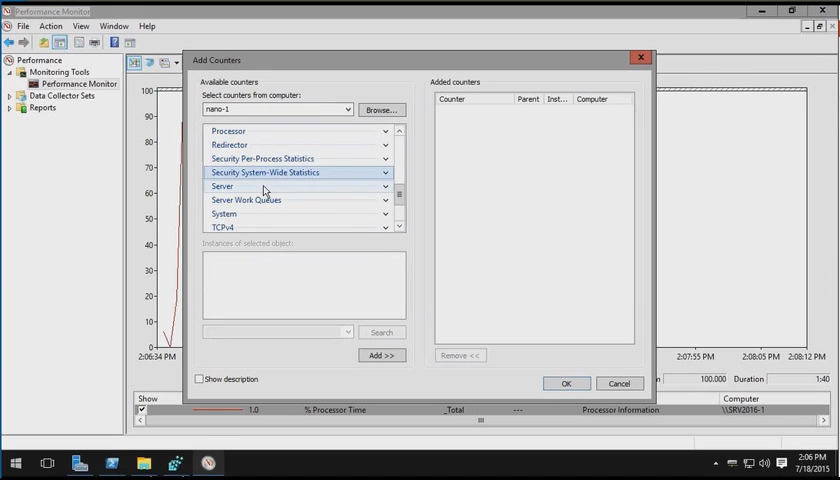 Performance Monitor
File Action View Window Help
Performance
Monitoring Tools
Performance Monitor
Data Collector Sets
Reports
100
90
80
70
60
50
40
30
20
10
0
2:06:34 PM
2:07:55 PM
2:08:05 PM
2:08:12 PM
100.000
Duration
1:40
Show
Computer
1.0
% Processor Time
_Total
---
Processor Information
\\SRV2016-1
Add Counters
Available counters
Select counters from computer:
nano-1
Browse...
Processor
Redirector
Security Per-Process Statistics
Security System-Wide Statistics
Server
Server Work Queues
System
TCPv4
Instances of selected object:
Search
Add >>
Show description
Added counters
Counter Parent Inst... Computer
Remove <<
OK
Cancel
2:06 PM
7/18/2015